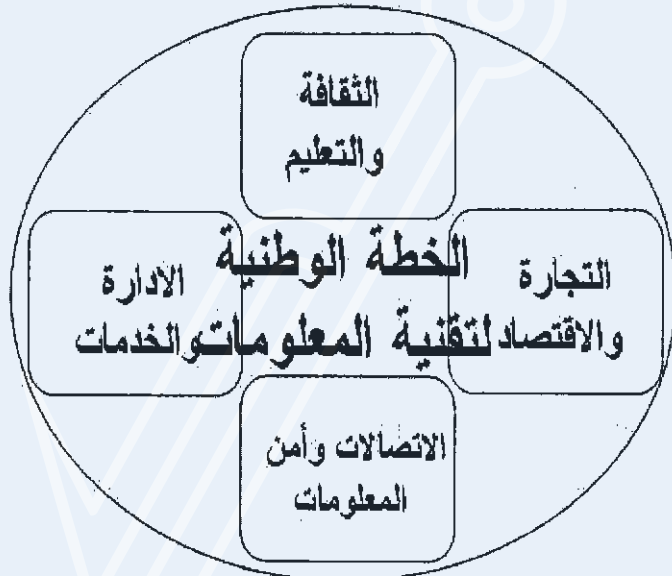 الثقافة
والتعليم
الخطة الوطنية
لتقنية المعلومات
التجارة
والاقتصاد
الادارة
والخدمات
الاتصالات وأمن
المعلومات